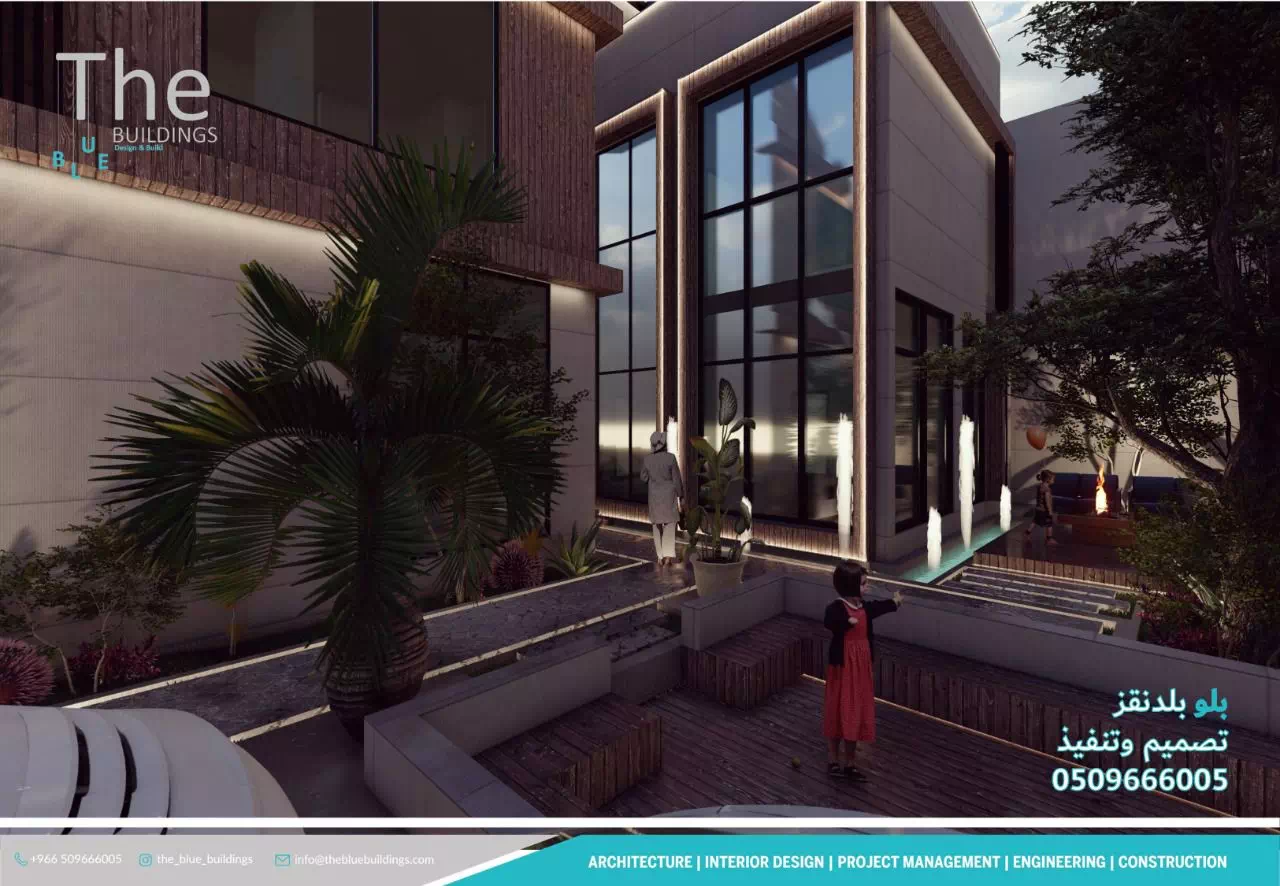 The
BUILDINGS
Design & Build
BLUE
بلو بلدنقز
تصميم وتنفيذ
0509666005
+966 509666005 the_blue_buildings info@thebluebuildings.com
ARCHITECTURE | INTERIOR DESIGN | PROJECT MANAGEMENT | ENGINEERING | CONSTRUCTION